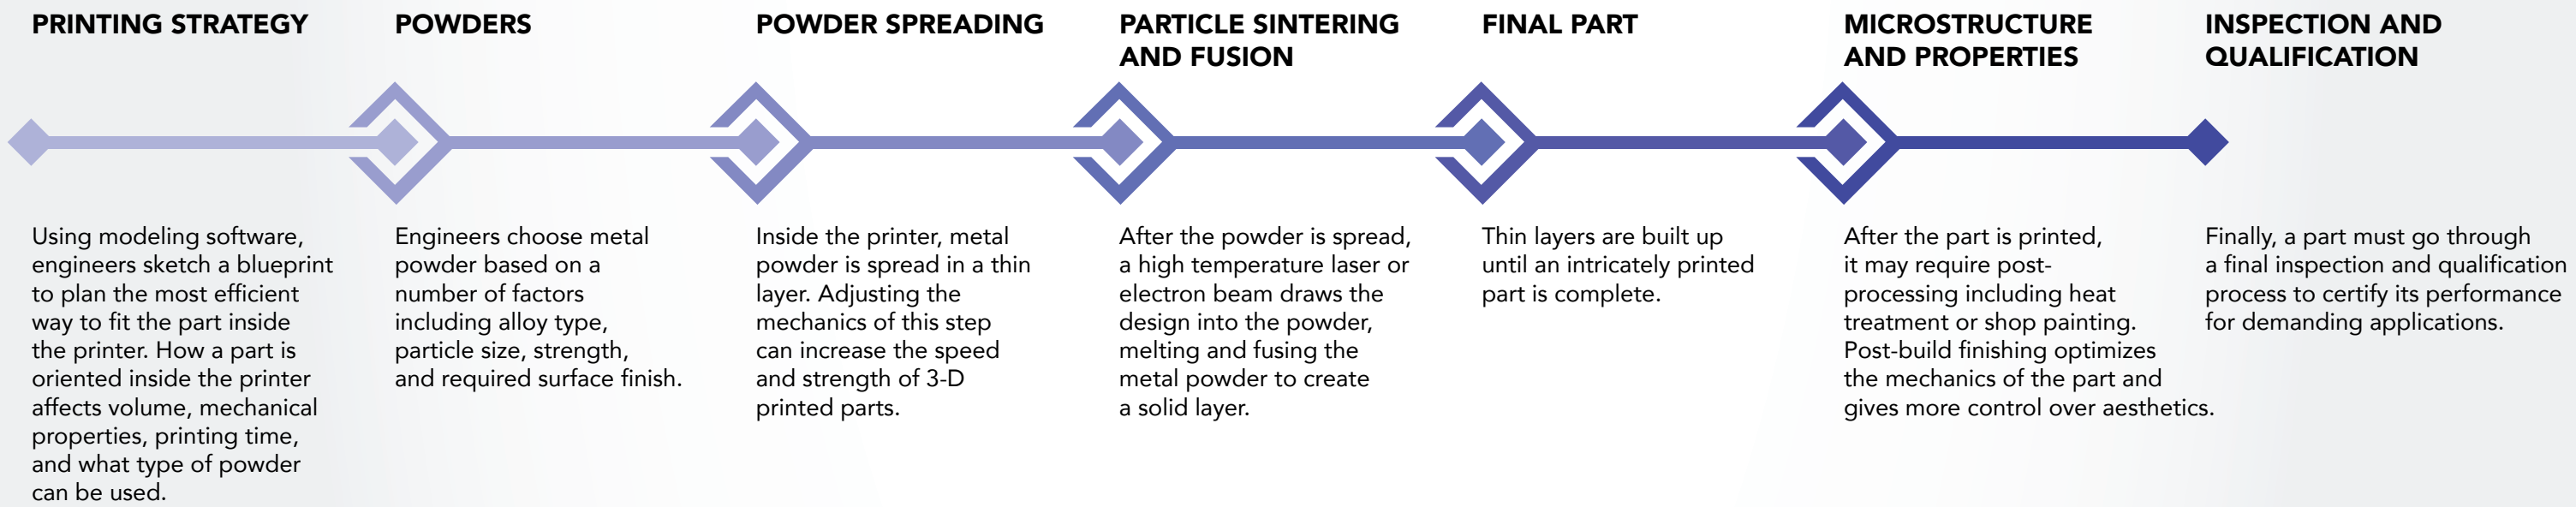 PRINTING STRATEGY
Using modeling software,
engineers sketch a blueprint
to plan the most efficient
way to fit the part inside
the printer. How a part is
oriented inside the printer
affects volume, mechanical
properties, printing time,
and what type of powder
can be used.
POWDERS
Engineers choose metal
powder based on a
number of factors
including alloy type,
particle size, strength,
and required surface finish.
POWDER SPREADING
Inside the printer, metal
powder is spread in a thin
layer. Adjusting the
mechanics of this step
can increase the speed
and strength of 3-D
printed parts.
PARTICLE SINTERING
AND FUSION
After the powder is spread,
a high temperature laser or
electron beam draws the
design into the powder,
melting and fusing the
metal powder to create
a solid layer.
FINAL PART
Thin layers are built up
until an intricately printed
part is complete.
MICROSTRUCTURE
AND PROPERTIES
After the part is printed,
it may require post-
processing including heat
treatment or shop painting.
Post-build finishing optimizes
the mechanics of the part and
gives more control over aesthetics.
INSPECTION AND
QUALIFICATION
Finally, a part must go through
a final inspection and qualification
process to certify its performance
for demanding applications.